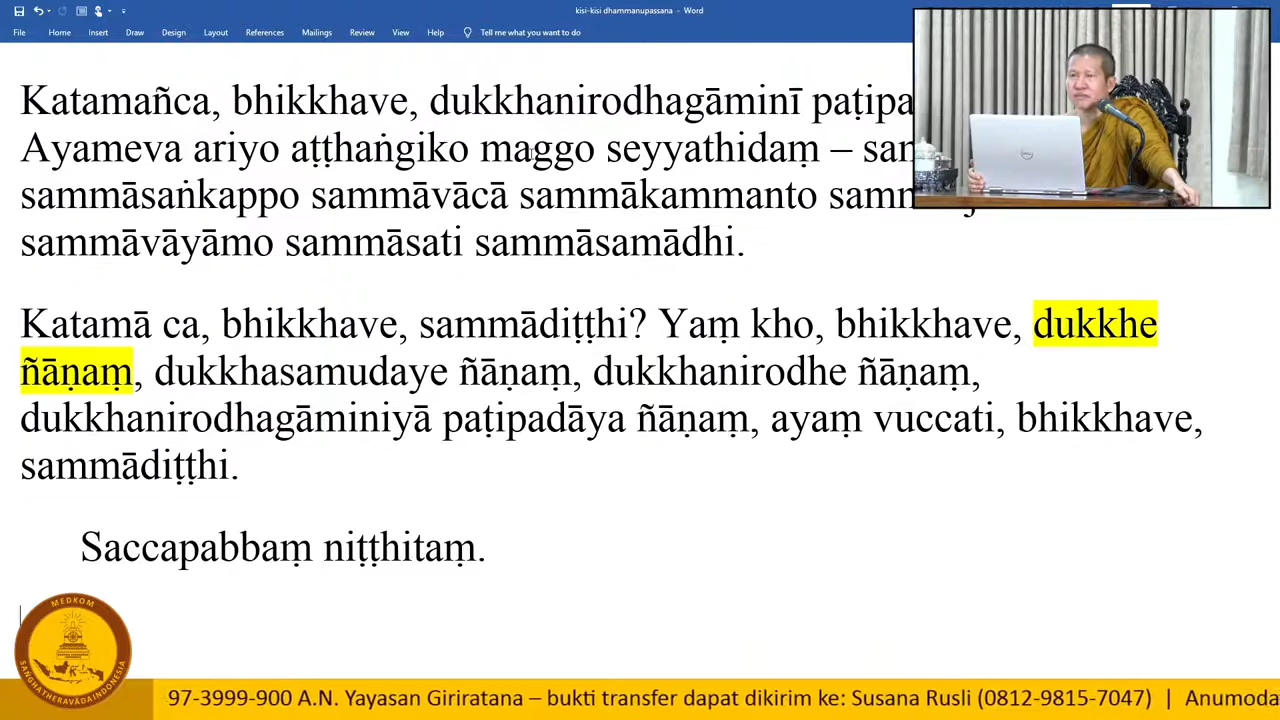 kisi-kisi dhammanupassana - Word
File Home Insert Draw Design Layout References Mailings Review View Help Tell me what you want to do
Katamañca, bhikkhave, dukkhanirodhagāminī
Ayameva ariyo aṭṭhaṅgiko maggo seyyathidaṃ –
sammāsaṅkappo sammāvācā sammākammanto
sammāvāyāmo sammāsati sammāsamādhi.
Katamā ca, bhikkhave, sammādiṭṭhi? Yaṃ kho, bhikkhave, dukkhe
ñāṇaṃ, dukkhasamudaye ñāṇaṃ, dukkhanirodhe ñāṇaṃ,
dukkhanirodhagāminiyā paṭipadāya ñāṇaṃ, ayaṃ vuccati, bhikkhave,
sammādiṭṭhi.
Saccapabbaṃ niṭṭhitaṃ.
MEDKOM
SAṄGHATHERAVĀDAINDONESIA
97-3999-900 A.N. Yayasan Giriratana – bukti transfer dapat dikirim ke: Susana Rusli (0812-9815-7047) | Anumoda